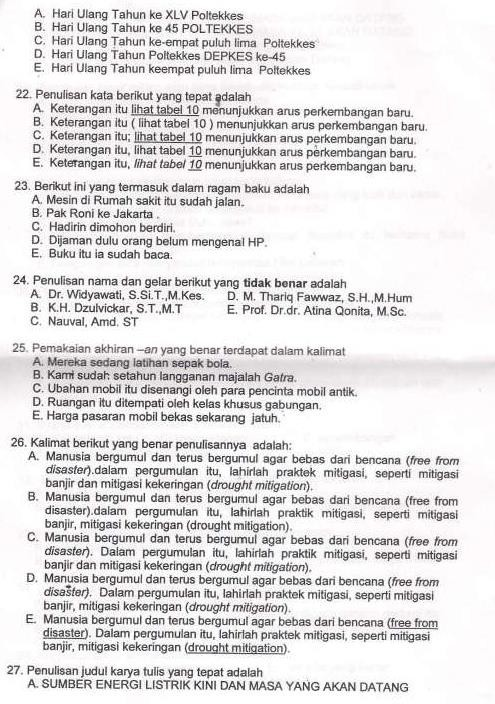 A. Hari Ulang Tahun ke XLV Poltekkes
B. Hari Ulang Tahun ke 45 POLTEKKES
C. Hari Ulang Tahun ke-empat puluh lima Poltekkes
D. Hari Ulang Tahun Poltekkes DEPKES ke-45
E. Hari Ulang Tahun keempat puluh lima Poltekkes
22. Penulisan kata berikut yang tepat adalah
A. Keterangan itu lihat tabel 10 menunjukkan arus perkembangan baru.
B. Keterangan itu ( lihat tabel 10 ) menunjukkan arus perkembangan baru.
C. Keterangan itu; lihat tabel 10 menunjukkan arus perkembangan baru.
D. Keterangan itu, lihat tabel 10 menunjukkan arus perkembangan baru.
E. Keterangan itu, lihat tabel 10 menunjukkan arus perkembangan baru.
23. Berikut ini yang termasuk dalam ragam baku adalah
A. Mesin di Rumah sakit itu sudah jalan.
B. Pak Roni ke Jakarta .
C. Hadirin dimohon berdiri.
D. Dijaman dulu orang belum mengenal HP.
E. Buku itu ia sudah baca.
24. Penulisan nama dan gelar berikut yang tidak benar adalah
A. Dr. Widyawati, S.Si.T.,M.Kes. D. M. Thariq Fawwaz, S.H.,M.Hum
B. K.H. Dzulvickar, S.T.,M.T E. Prof. Dr.dr. Atina Qonita, M.Sc.
C. Nauval, Amd. ST
25. Pemakaian akhiran –an yang benar terdapat dalam kalimat
A. Mereka sedang latihan sepak bola.
B. Kami sudah setahun langganan majalah Gatra.
C. Ubahan mobil itu disenangi oleh para pencinta mobil antik.
D. Ruangan itu ditempati oleh kelas khusus gabungan.
E. Harga pasaran mobil bekas sekarang jatuh.
26. Kalimat berikut yang benar penulisannya adalah:
A. Manusia bergumul dan terus bergumul agar bebas dari bencana (free from
disaster).dalam pergumulan itu, lahirlah praktek mitigasi, seperti mitigasi
banjir dan mitigasi kekeringan (drought mitigation).
B. Manusia bergumul dan terus bergumul agar bebas dari bencana (free from
disaster).dalam pergumulan itu, lahirlah praktik mitigasi, seperti mitigasi
banjir, mitigasi kekeringan (drought mitigation).
C. Manusia bergumul dan terus bergumul agar bebas dari bencana (free from
disaster). Dalam pergumulan itu, lahirlah praktik mitigasi, seperti mitigasi
banjir dan mitigasi kekeringan (drought mitigation).
D. Manusia bergumul dan terus bergumul agar bebas dari bencana (free from
disaster). Dalam pergumulan itu, lahirlah praktek mitigasi, seperti mitigasi
banjir, mitigasi kekeringan (drought mitigation).
E. Manusia bergumul dan terus bergumul agar bebas dari bencana (free from
disaster). Dalam pergumulan itu, lahirlah praktek mitigasi, seperti mitigasi
banjir, mitigasi kekeringan (drought mitigation).
27. Penulisan judul karya tulis yang tepat adalah
A. SUMBER ENERGI LISTRIK KINI DAN MASA YANG AKAN DATANG